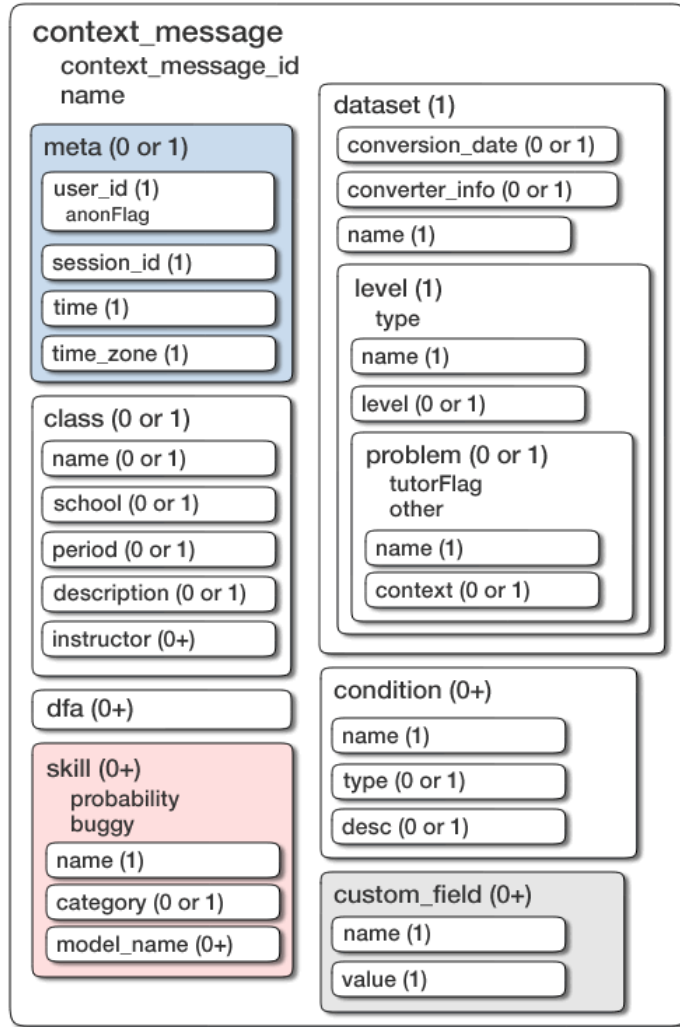 context_message
context_message_id
name
meta (0 or 1)
user_id (1)
anonFlag
session_id (1)
time (1)
time_zone (1)
class (0 or 1)
name (0 or 1)
school (0 or 1)
period (0 or 1)
description (0 or 1)
instructor (0+)
dfa (0+)
skill (0+)
probability
buggy
name (1)
category (0 or 1)
model_name (0+)
dataset (1)
conversion_date (0 or 1)
converter_info (0 or 1)
name (1)
level (1)
type
name (1)
level (0 or 1)
problem (0 or 1)
tutorFlag
other
name (1)
context (0 or 1)
condition (0+)
name (1)
type (0 or 1)
desc (0 or 1)
custom_field (0+)
name (1)
value (1)